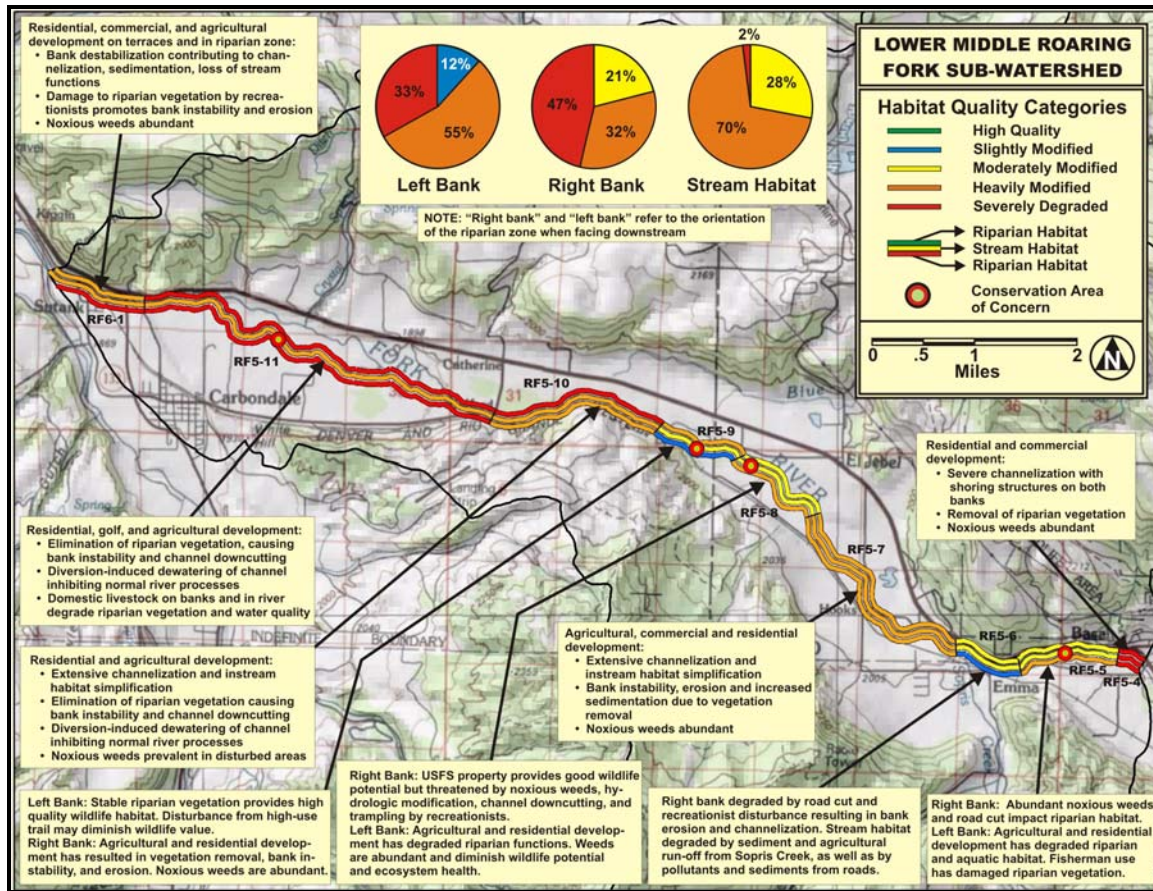 Residential, commercial, and agricultural
development on terraces and in riparian zone:
• Bank destabilization contributing to chan-
nelization, sedimentation, loss of stream
functions
• Damage to riparian vegetation by recrea-
tionists promotes bank instability and erosion
• Noxious weeds abundant
33%
12%
55%
Left Bank
47%
21%
32%
Right Bank
2%
28%
70%
Stream Habitat
NOTE: “Right bank” and “left bank” refer to the orientation
of the riparian zone when facing downstream
LOWER MIDDLE ROARING
FORK SUB-WATERSHED
Habitat Quality Categories
High Quality
Slightly Modified
Moderately Modified
Heavily Modified
Severely Degraded
Riparian Habitat
Stream Habitat
Riparian Habitat
Conservation Area
of Concern
0 .5 1 2
Miles
N
RF6-1
RF5-11
RF5-10
RF5-9
RF5-8
RF5-7
RF5-6
RF5-5
RF5-4
Carbondale
Catherine
FORK
RIVER
El Jebel
Blue
Emma
Hooks
DENVER AND RIO
Landing
Strip
INDEFINITE BOUNDARY
Spring
2169
1898
31
36
31
2036
2040
2005
Residential and commercial
development:
• Severe channelization with
shoring structures on both
banks
• Removal of riparian vegetation
• Noxious weeds abundant
Residential, golf, and agricultural development:
• Elimination of riparian vegetation, causing
bank instability and channel downcutting
• Diversion-induced dewatering of channel
inhibiting normal river processes
• Domestic livestock on banks and in river
degrade riparian vegetation and water quality
Residential and agricultural development:
• Extensive channelization and instream
habitat simplification
• Elimination of riparian vegetation causing
bank instability and channel downcutting
• Diversion-induced dewatering of channel
inhibiting normal river processes
• Noxious weeds prevalent in disturbed areas
Agricultural, commercial and residential
development:
• Extensive channelization and
instream habitat simplification
• Bank instability, erosion and increased
sedimentation due to vegetation
removal
• Noxious weeds abundant
Left Bank: Stable riparian vegetation provides high
quality wildlife habitat. Disturbance from high-use
trail may diminish wildlife value.
Right Bank: Agricultural and residential develop-
ment has resulted in vegetation removal, bank in-
stability, and erosion. Noxious weeds are abundant.
Right Bank: USFS property provides good wildlife
potential but threatened by noxious weeds, hy-
drologic modification, channel downcutting, and
trampling by recreationists.
Left Bank: Agricultural and residential develop-
ment has degraded riparian functions. Weeds
are abundant and diminish wildlife potential
and ecosystem health.
Right bank degraded by road cut and
recreationist disturbance resulting in bank
erosion and channelization. Stream habitat
degraded by sediment and agricultural
run-off from Sopris Creek, as well as by
pollutants and sediments from roads.
Right Bank: Abundant noxious weeds
and road cut impact riparian habitat.
Left Bank: Agricultural and residential
development has degraded riparian
and aquatic habitat. Fisherman use
has damaged riparian vegetation.